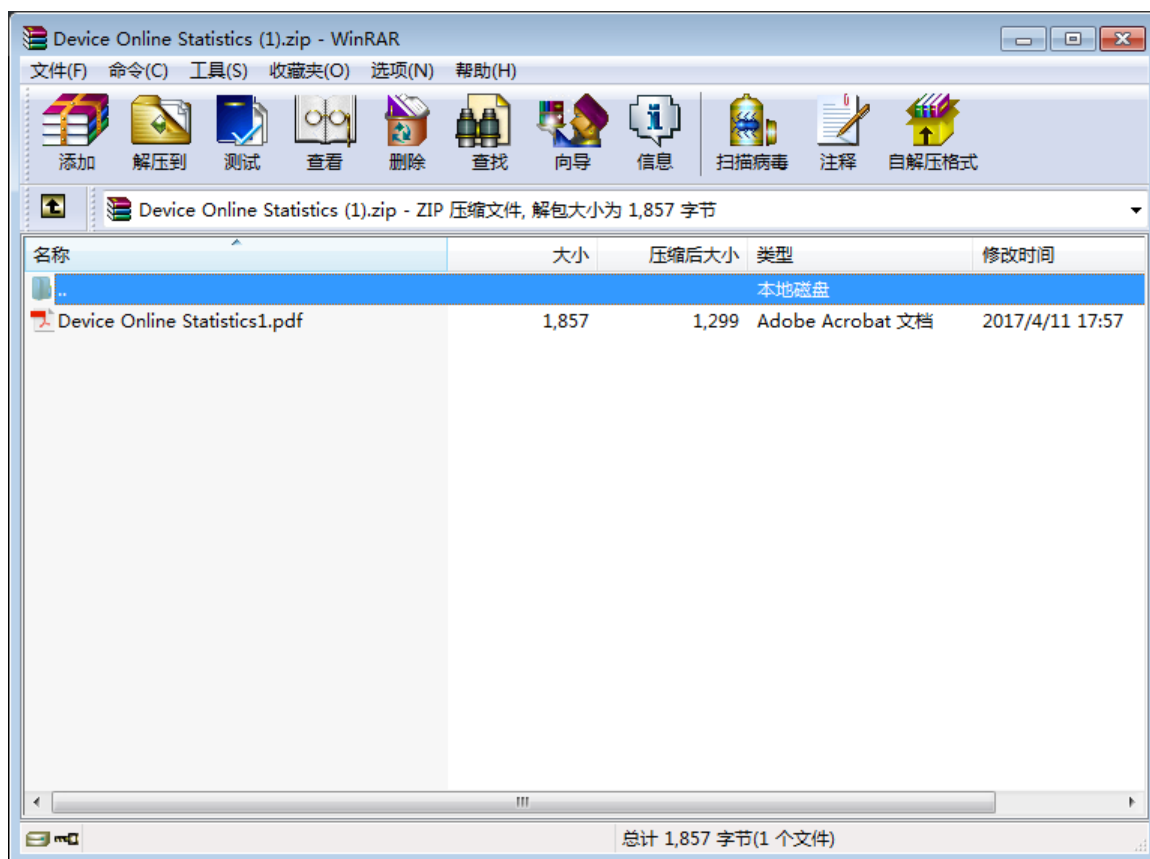 Device Online Statistics (1).zip - WinRAR
文件(F) 命令(C) 工具(S) 收藏夹(O) 选项(N) 帮助(H)
添加 解压到 测试 查看 删除 查找 向导 信息 扫描病毒 注释 自解压格式
Device Online Statistics (1).zip - ZIP 压缩文件, 解包大小为 1,857 字节
名称 大小 压缩后大小 类型 修改时间
.. 本地磁盘
Device Online Statistics1.pdf 1,857 1,299 Adobe Acrobat 文档 2017/4/11 17:57
总计 1,857 字节(1 个文件)